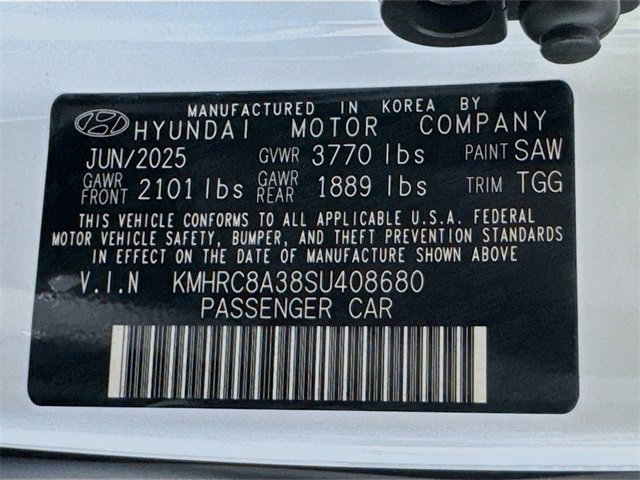 MANUFACTURED IN KOREA BY
HYUNDAI MOTOR COMPANY
JUN/2025 GVWR 3770 lbs PAINT SAW
GAWR FRONT 2101 lbs GAWR REAR 1889 lbs TRIM TGG
THIS VEHICLE CONFORMS TO ALL APPLICABLE U.S.A. FEDERAL
MOTOR VEHICLE SAFETY, BUMPER, AND THEFT PREVENTION STANDARDS
IN EFFECT ON THE DATE OF MANUFACTURE SHOWN ABOVE
V.I.N KMHRC8A38SU408680
PASSENGER CAR